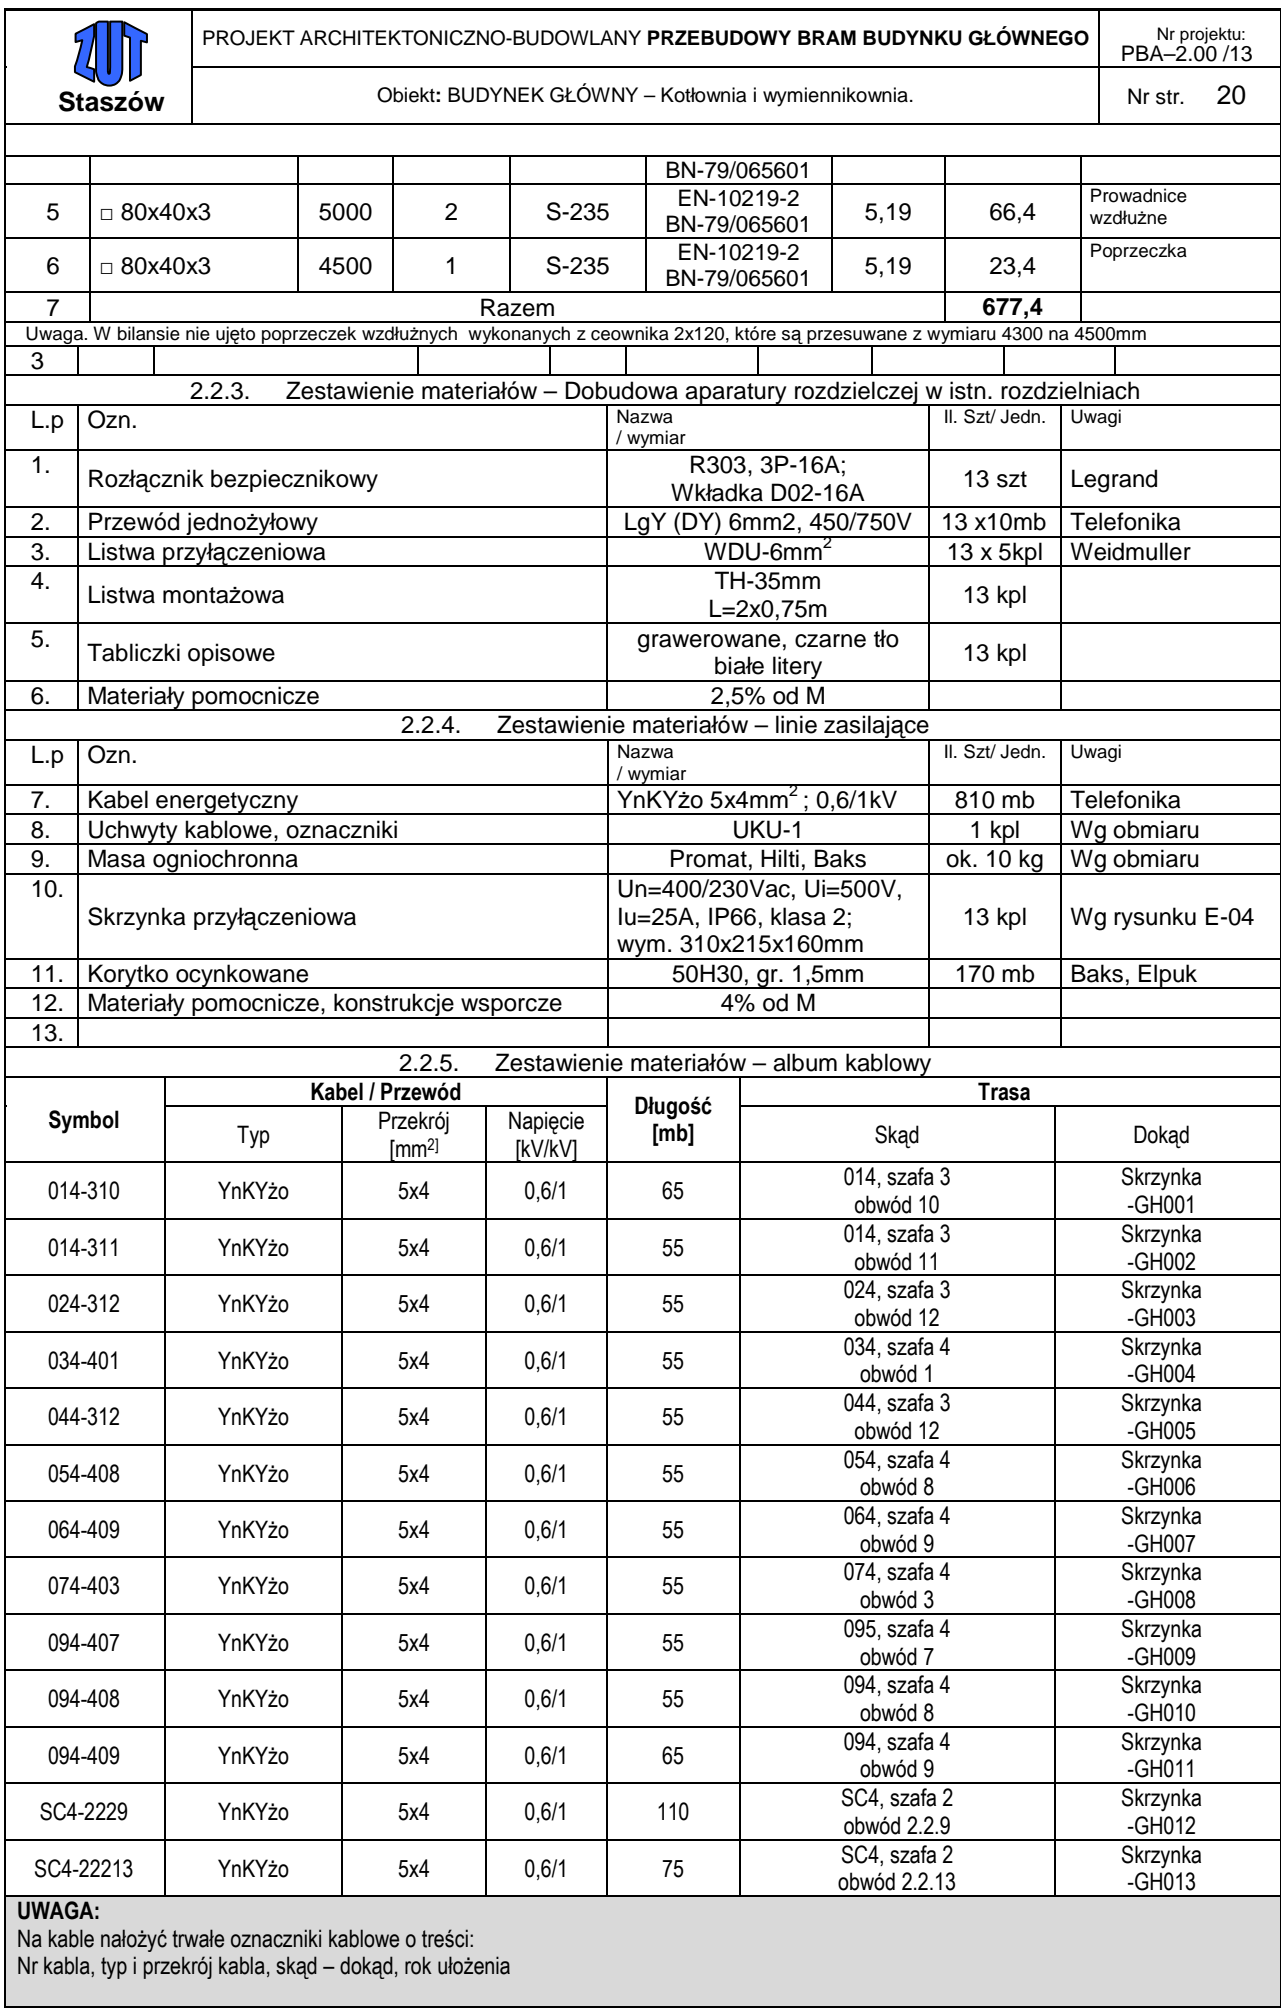 ZUT
Staszów
PROJEKT ARCHITEKTONICZNO-BUDOWLANY PRZEBUDOWY BRAM BUDYNKU GŁÓWNEGO
Nr projektu:
PBA–2.00 /13
Obiekt: BUDYNEK GŁÓWNY – Kotłownia i wymiennikownia.
Nr str. 20
BN-79/065601
5 □ 80x40x3 5000 2 S-235 EN-10219-2 BN-79/065601 5,19 66,4 Prowadnice wzdłużne
6 □ 80x40x3 4500 1 S-235 EN-10219-2 BN-79/065601 5,19 23,4 Poprzeczka
7 Razem 677,4
Uwaga. W bilansie nie ujęto poprzeczek wzdłużnych wykonanych z ceownika 2x120, które są przesuwane z wymiaru 4300 na 4500mm
3
2.2.3. Zestawienie materiałów – Dobudowa aparatury rozdzielczej w istn. rozdzielniach
L.p Ozn. Nazwa / wymiar Il. Szt/ Jedn. Uwagi
1. Rozłącznik bezpiecznikowy R303, 3P-16A; Wkładka D02-16A 13 szt Legrand
2. Przewód jednożyłowy LgY (DY) 6mm2, 450/750V 13 x10mb Telefonika
3. Listwa przyłączeniowa WDU-6mm2 13 x 5kpl Weidmuller
4. Listwa montażowa TH-35mm L=2x0,75m 13 kpl
5. Tabliczki opisowe grawerowane, czarne tło białe litery 13 kpl
6. Materiały pomocnicze 2,5% od M
2.2.4. Zestawienie materiałów – linie zasilające
L.p Ozn. Nazwa / wymiar Il. Szt/ Jedn. Uwagi
7. Kabel energetyczny YnKYżo 5x4mm2 ; 0,6/1kV 810 mb Telefonika
8. Uchwyty kablowe, oznaczniki UKU-1 1 kpl Wg obmiaru
9. Masa ogniochronna Promat, Hilti, Baks ok. 10 kg Wg obmiaru
10. Skrzynka przyłączeniowa Un=400/230Vac, Ui=500V, Iu=25A, IP66, klasa 2; wym. 310x215x160mm 13 kpl Wg rysunku E-04
11. Korytko ocynkowane 50H30, gr. 1,5mm 170 mb Baks, Elpuk
12. Materiały pomocnicze, konstrukcje wsporcze 4% od M
13.
2.2.5. Zestawienie materiałów – album kablowy
Symbol Kabel / Przewód Długość [mb] Trasa
Typ Przekrój [mm2] Napięcie [kV/kV] Skąd Dokąd
014-310 YnKYżo 5x4 0,6/1 65 014, szafa 3 obwód 10 Skrzynka -GH001
014-311 YnKYżo 5x4 0,6/1 55 014, szafa 3 obwód 11 Skrzynka -GH002
024-312 YnKYżo 5x4 0,6/1 55 024, szafa 3 obwód 12 Skrzynka -GH003
034-401 YnKYżo 5x4 0,6/1 55 034, szafa 4 obwód 1 Skrzynka -GH004
044-312 YnKYżo 5x4 0,6/1 55 044, szafa 3 obwód 12 Skrzynka -GH005
054-408 YnKYżo 5x4 0,6/1 55 054, szafa 4 obwód 8 Skrzynka -GH006
064-409 YnKYżo 5x4 0,6/1 55 064, szafa 4 obwód 9 Skrzynka -GH007
074-403 YnKYżo 5x4 0,6/1 55 074, szafa 4 obwód 3 Skrzynka -GH008
094-407 YnKYżo 5x4 0,6/1 55 095, szafa 4 obwód 7 Skrzynka -GH009
094-408 YnKYżo 5x4 0,6/1 55 094, szafa 4 obwód 8 Skrzynka -GH010
094-409 YnKYżo 5x4 0,6/1 65 094, szafa 4 obwód 9 Skrzynka -GH011
SC4-2229 YnKYżo 5x4 0,6/1 110 SC4, szafa 2 obwód 2.2.9 Skrzynka -GH012
SC4-22213 YnKYżo 5x4 0,6/1 75 SC4, szafa 2 obwód 2.2.13 Skrzynka -GH013
UWAGA:
Na kable nałożyć trwałe oznaczniki kablowe o treści:
Nr kabla, typ i przekrój kabla, skąd – dokąd, rok ułożenia